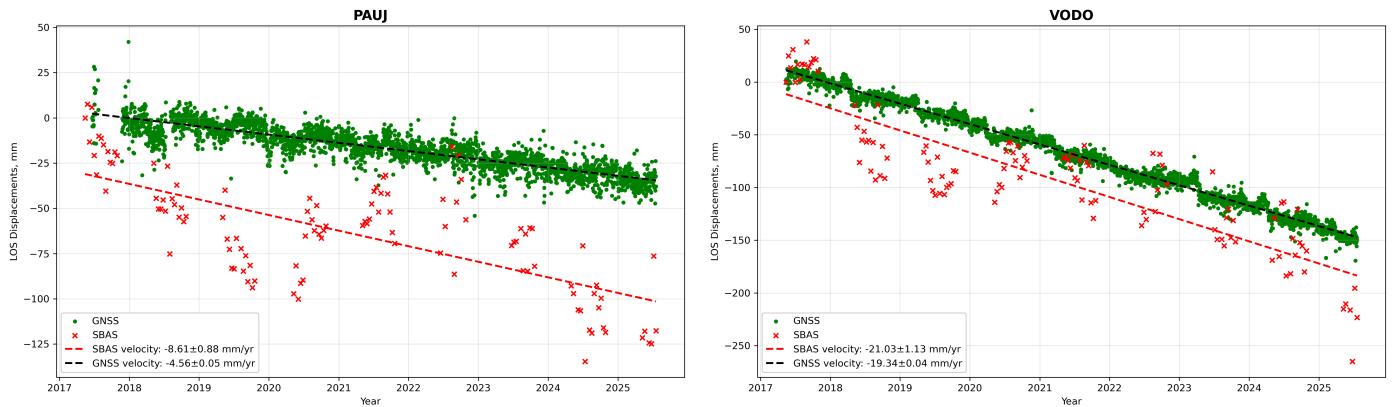 PAUJ
LOS Displacements, mm
50
25
0
−25
−50
−75
−100
−125
GNSS
SBAS
SBAS velocity: -8.61±0.88 mm/yr
GNSS velocity: -4.56±0.05 mm/yr
2017 2018 2019 2020 2021 2022 2023 2024 2025
Year
VODO
LOS Displacements, mm
50
0
−50
−100
−150
−200
−250
GNSS
SBAS
SBAS velocity: -21.03±1.13 mm/yr
GNSS velocity: -19.34±0.04 mm/yr
2017 2018 2019 2020 2021 2022 2023 2024 2025
Year